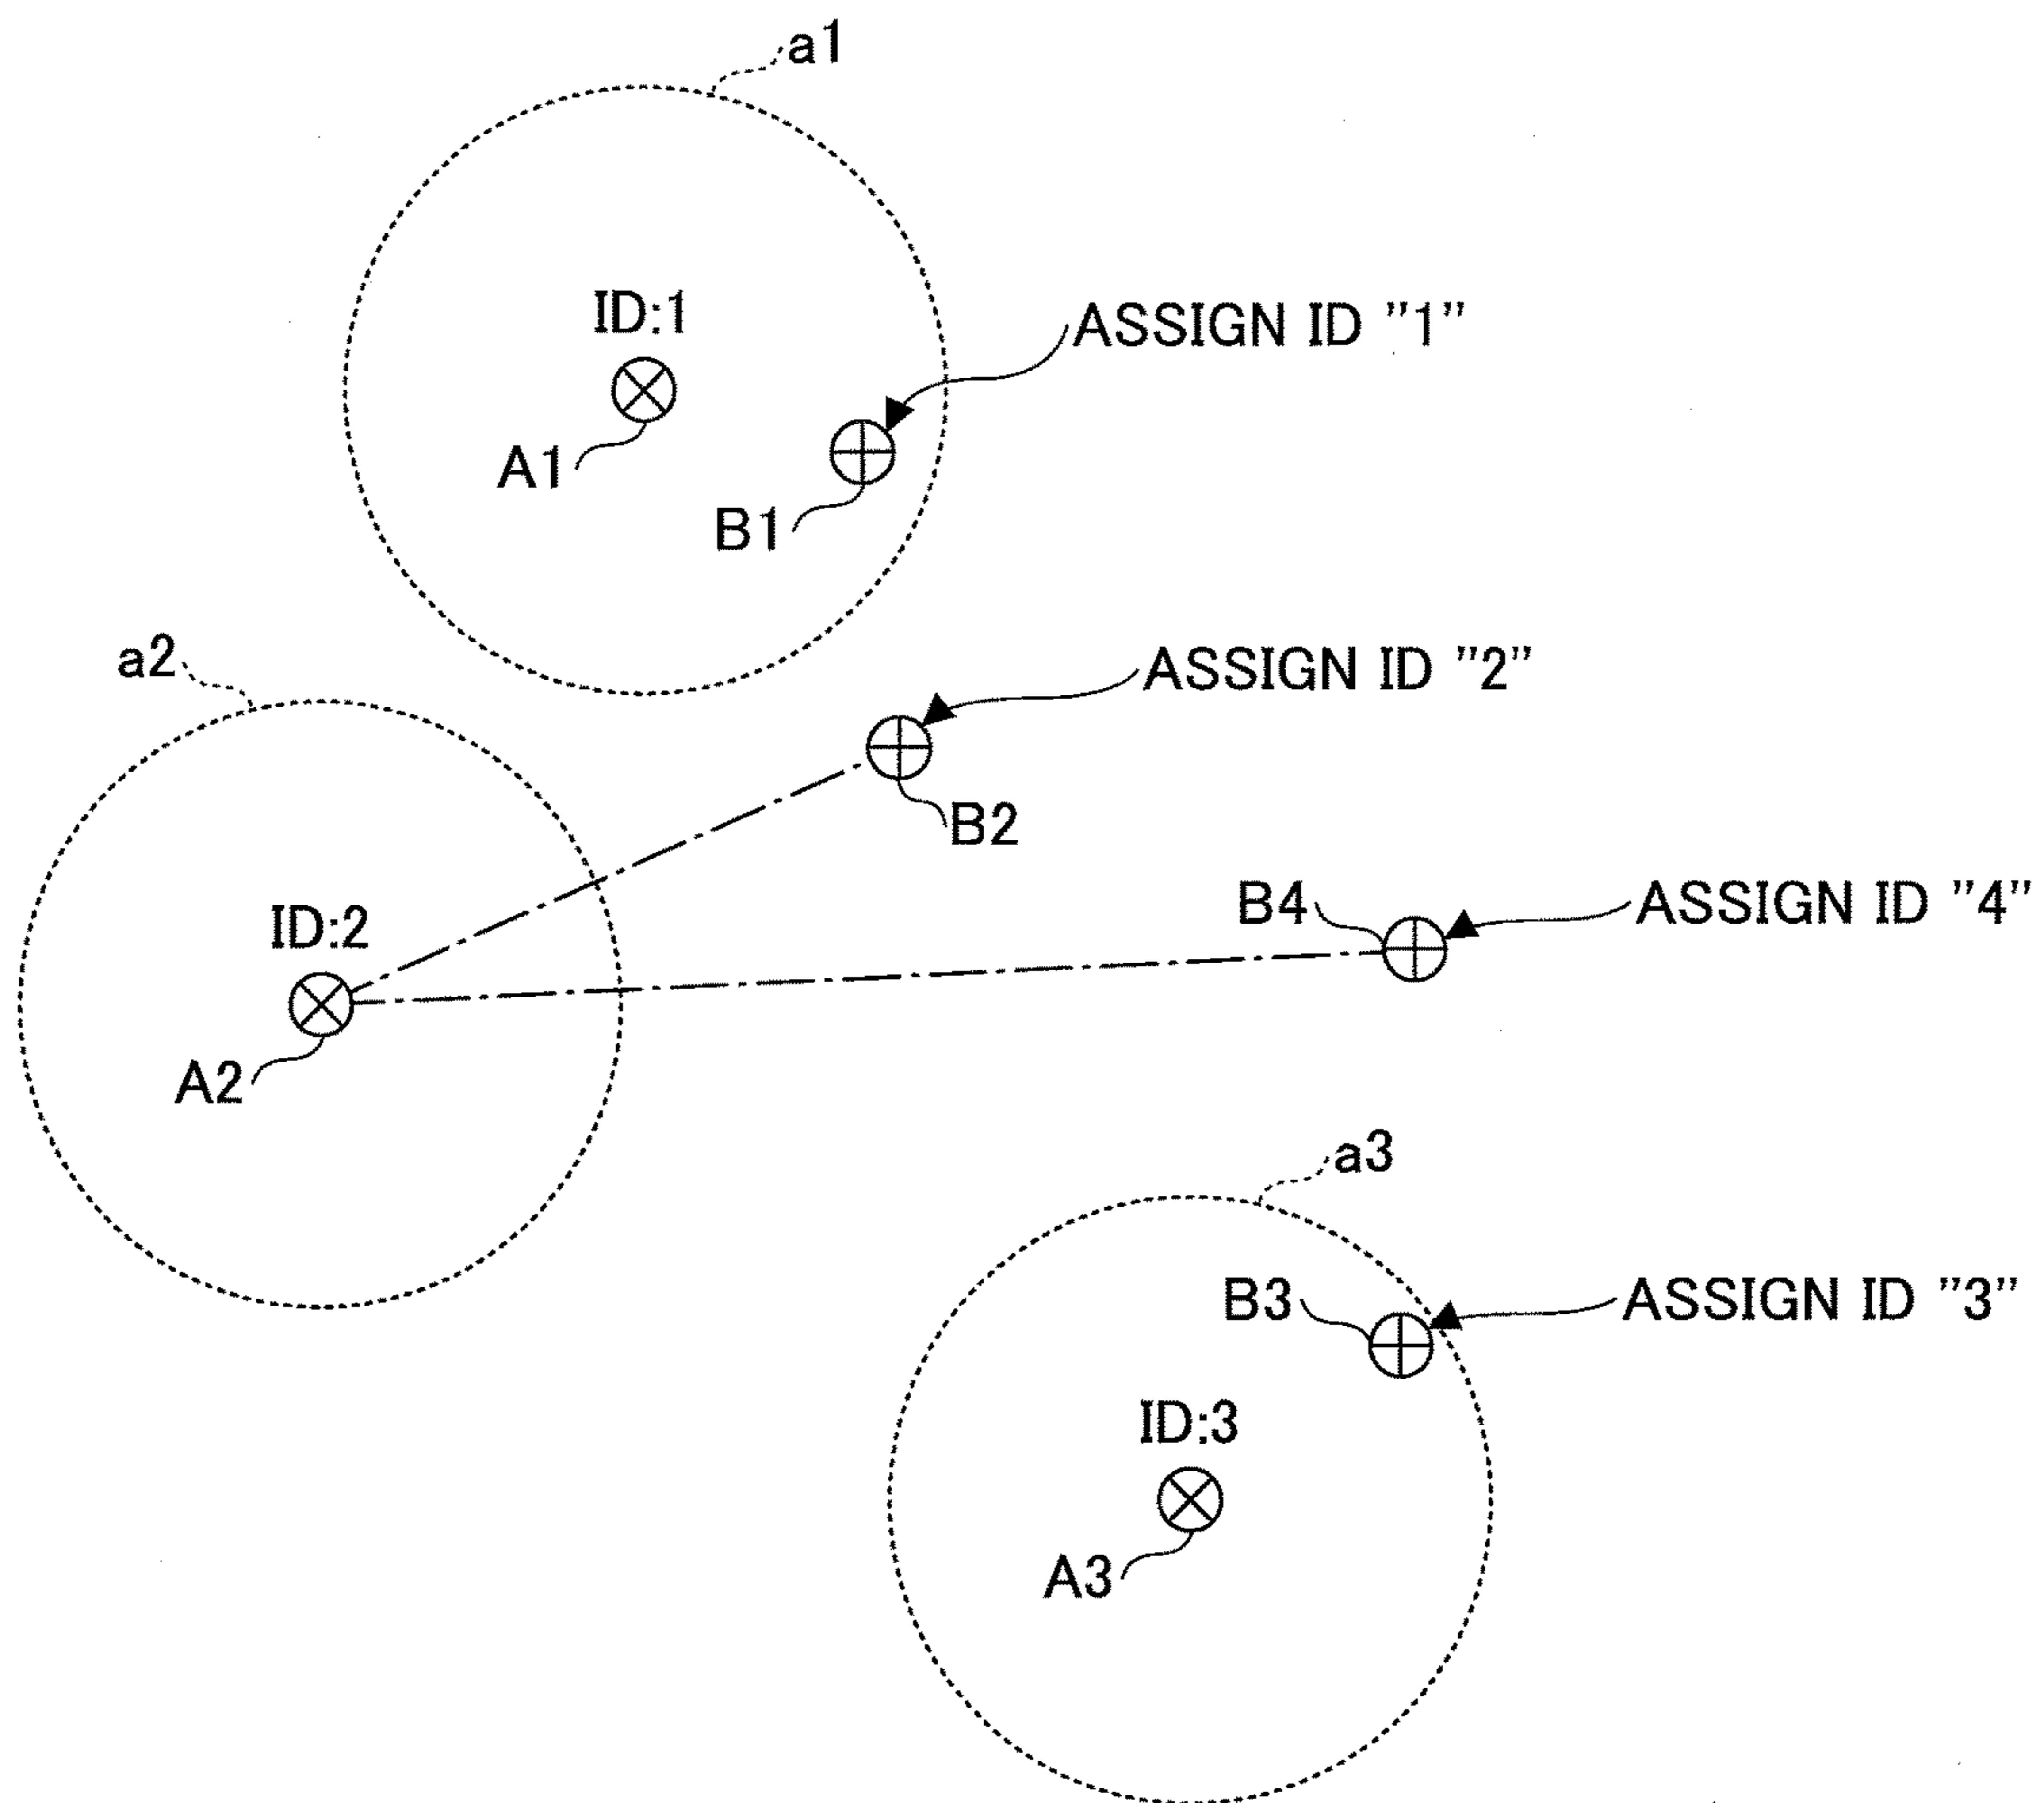 a1
ID:1
ASSIGN ID "1"
A1
B1
a2
ASSIGN ID "2"
B2
B4
ASSIGN ID "4"
ID:2
A2
a3
B3
ASSIGN ID "3"
ID:3
A3